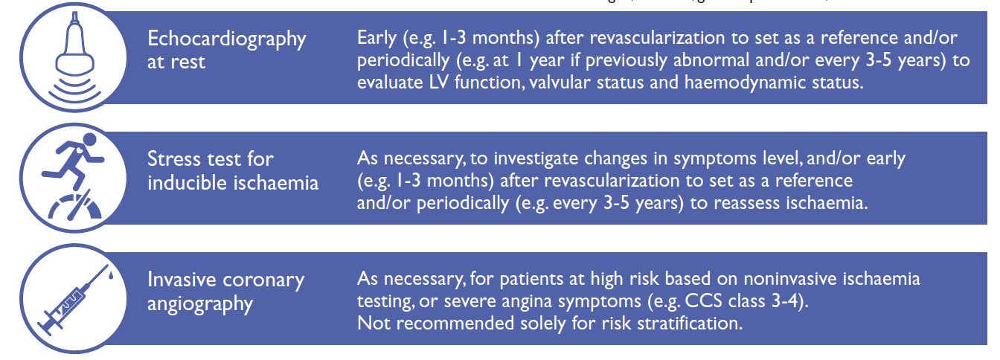 Echocardiography
at rest
Early (e.g. 1-3 months) after revascularization to set as a reference and/or
periodically (e.g. at 1 year if previously abnormal and/or every 3-5 years) to
evaluate LV function, valvular status and haemodynamic status.
Stress test for
inducible ischaemia
As necessary, to investigate changes in symptoms level, and/or early
(e.g. 1-3 months) after revascularization to set as a reference
and/or periodically (e.g. every 3-5 years) to reassess ischaemia.
Invasive coronary
angiography
As necessary, for patients at high risk based on noninvasive ischaemia
testing, or severe angina symptoms (e.g. CCS class 3-4).
Not recommended solely for risk stratification.